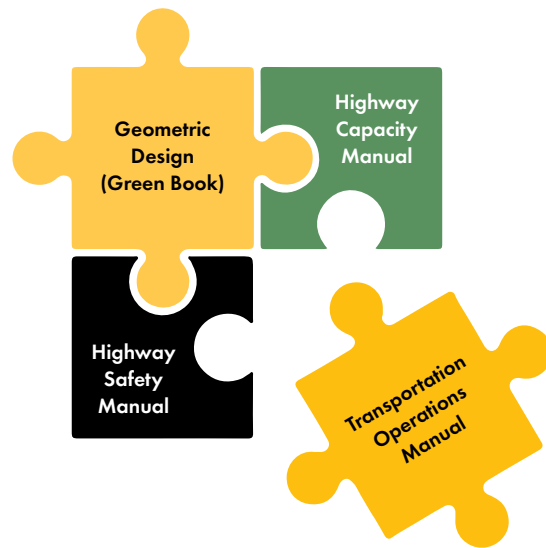 Geometric
Design
(Green Book)
Highway
Capacity
Manual
Highway
Safety
Manual
Transportation
Operations
Manual